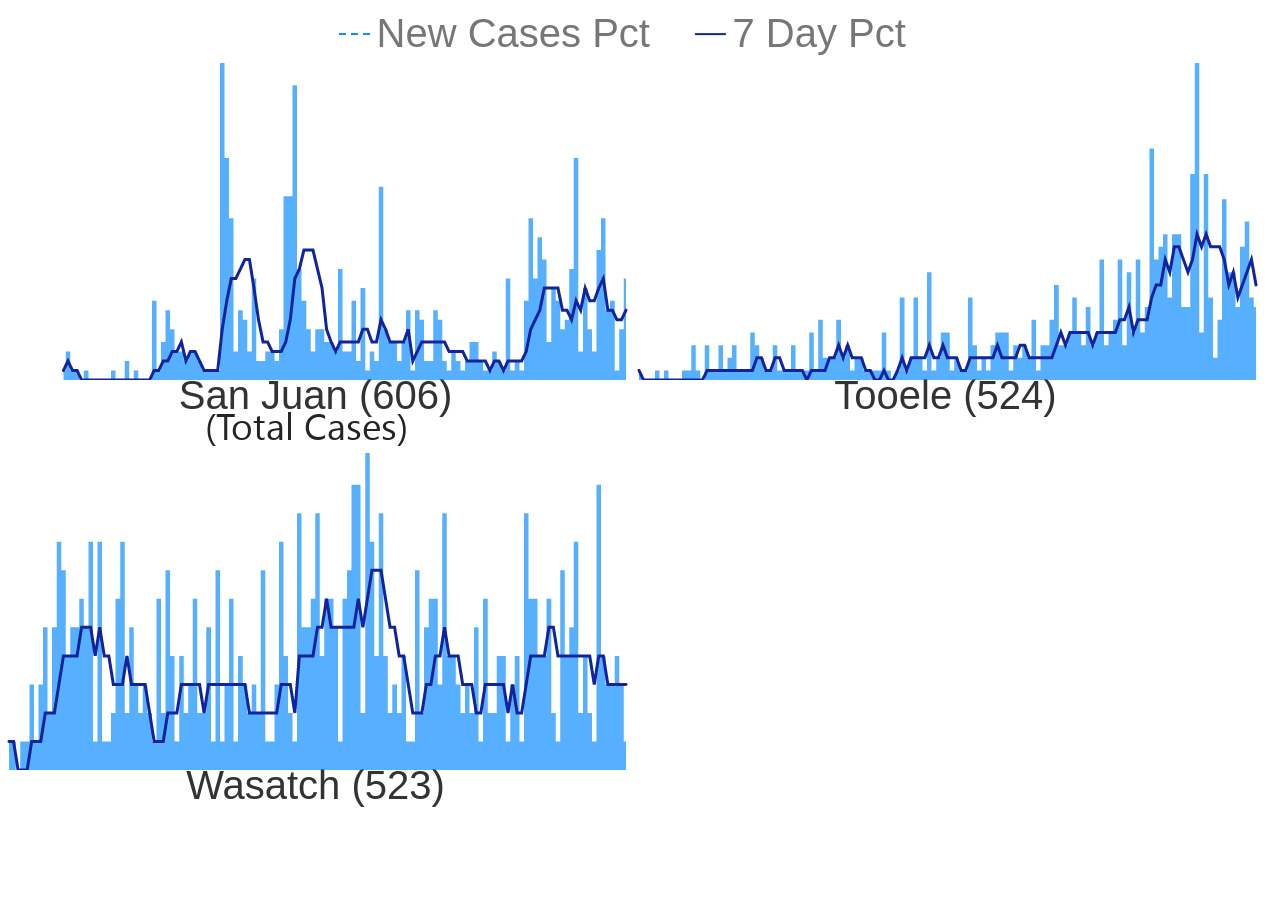 New Cases Pct 7 Day Pct
San Juan (606) Tooele (524)
(Total Cases)
Wasatch (523)